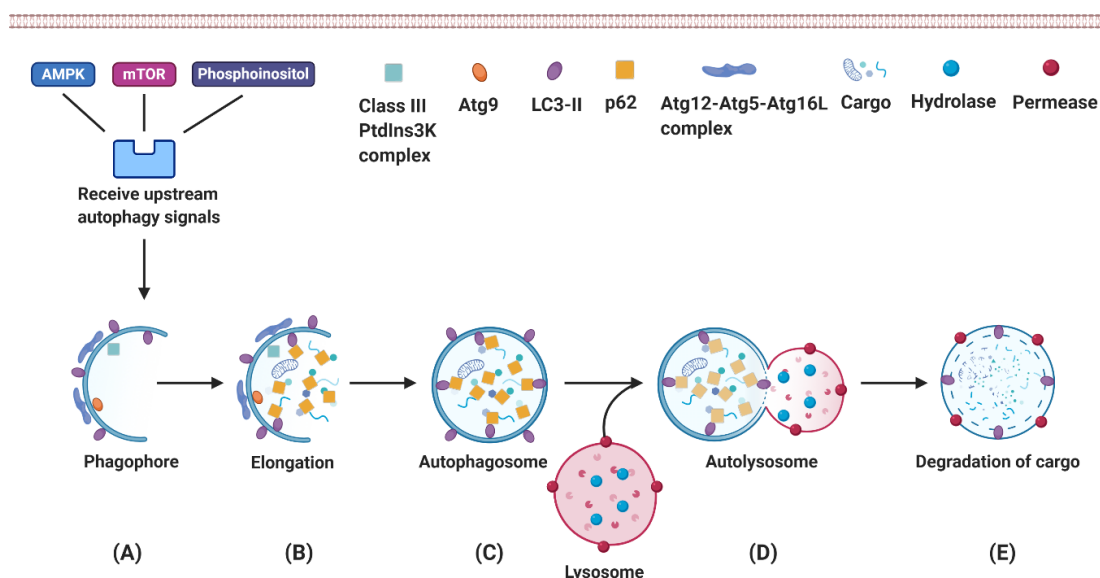 AMPK
mTOR
Phosphoinositol
Receive upstream
autophagy signals
Class III
PtdIns3K
complex
Atg9
LC3-II
p62
Atg12-Atg5-Atg16L
complex
Cargo
Hydrolase
Permease
Phagophore
Elongation
Autophagosome
Autolysosome
Degradation of cargo
Lysosome
(A)
(B)
(C)
(D)
(E)